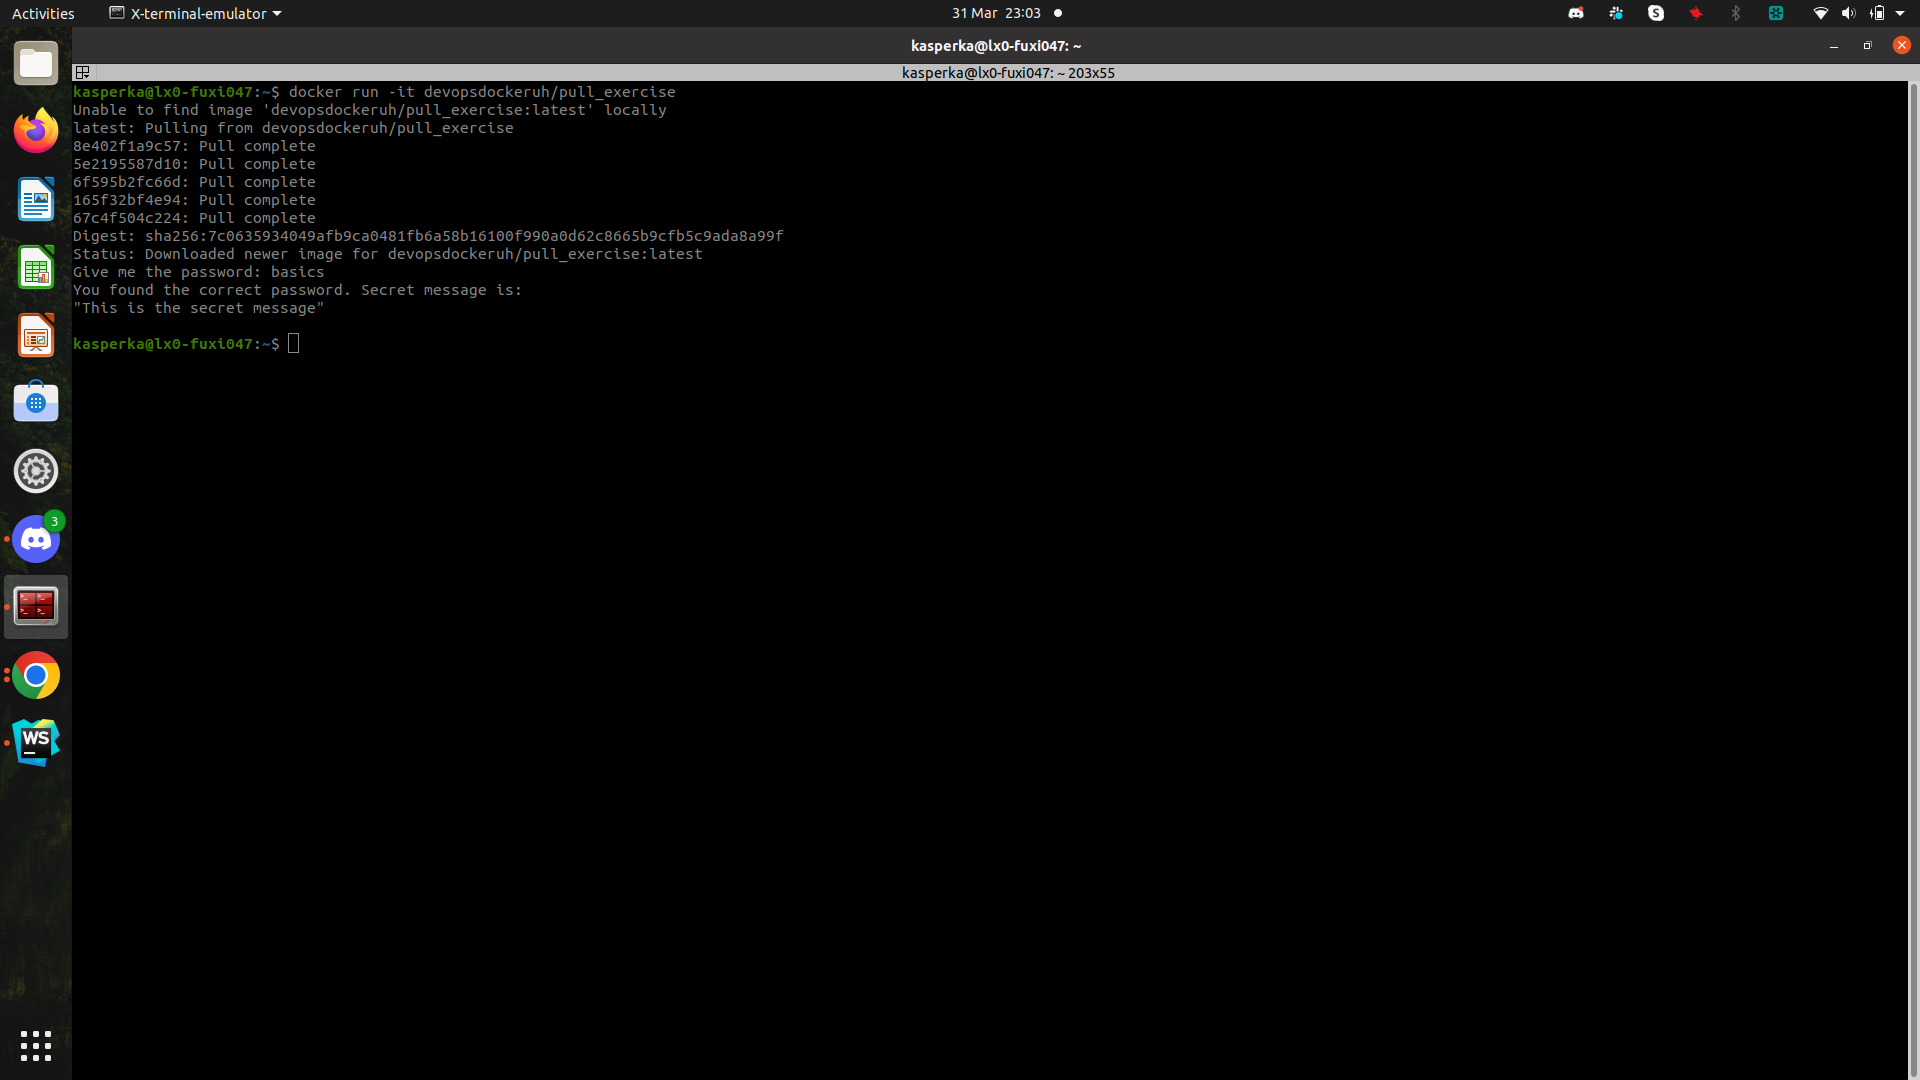 Activities
X-terminal-emulator
31 Mar 23:03
kasperka@lx0-fuxi047: ~
kasperka@lx0-fuxi047: ~ 203x55
kasperka@lx0-fuxi047:~$ docker run -it devopsdockeruh/pull_exercise
Unable to find image 'devopsdockeruh/pull_exercise:latest' locally
latest: Pulling from devopsdockeruh/pull_exercise
8e402f1a9c57: Pull complete
5e2195587d10: Pull complete
6f595b2fc66d: Pull complete
165f32bf4e94: Pull complete
67c4f504c224: Pull complete
Digest: sha256:7c0635934049afb9ca0481fb6a58b16100f990a0d62c8665b9cfb5c9ada8a99f
Status: Downloaded newer image for devopsdockeruh/pull_exercise:latest
Give me the password: basics
You found the correct password. Secret message is:
"This is the secret message"
kasperka@lx0-fuxi047:~$
3
WS